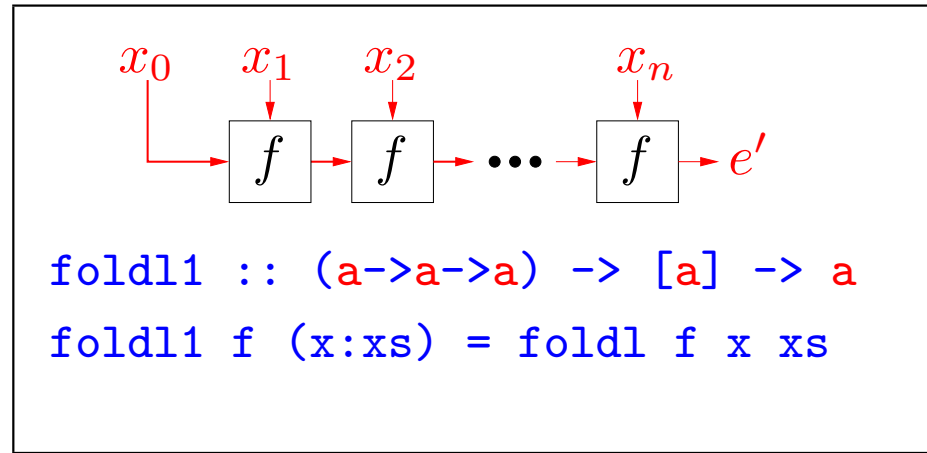 x₀ x₁ x₂ xₙ
f f ••• f e′
foldl1 :: (a->a->a) -> [a] -> a
foldl1 f (x:xs) = foldl f x xs